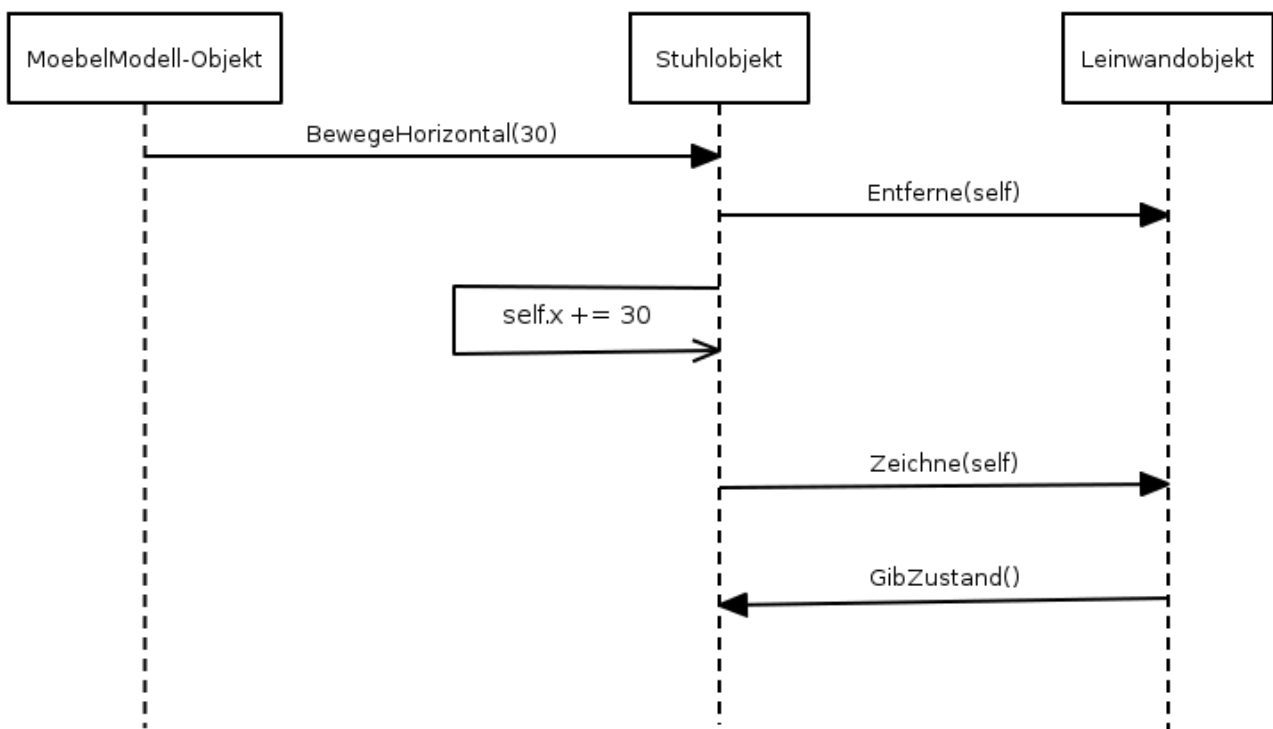 MoebelModell-Objekt
Stuhlobjekt
Leinwandobjekt
BewegeHorizontal(30)
Entferne(self)
self.x += 30
Zeichne(self)
GibZustand()